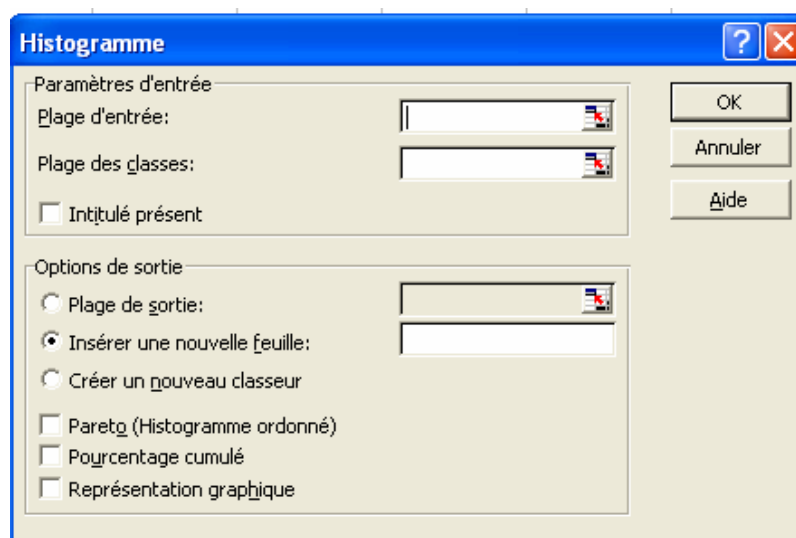 Histogramme
Paramètres d'entrée
Plage d'entrée:
Plage des classes:
Intitulé présent
OK
Annuler
Aide
Options de sortie
Plage de sortie:
Insérer une nouvelle feuille:
Créer un nouveau classeur
Pareto (Histogramme ordonné)
Pourcentage cumulé
Représentation graphique